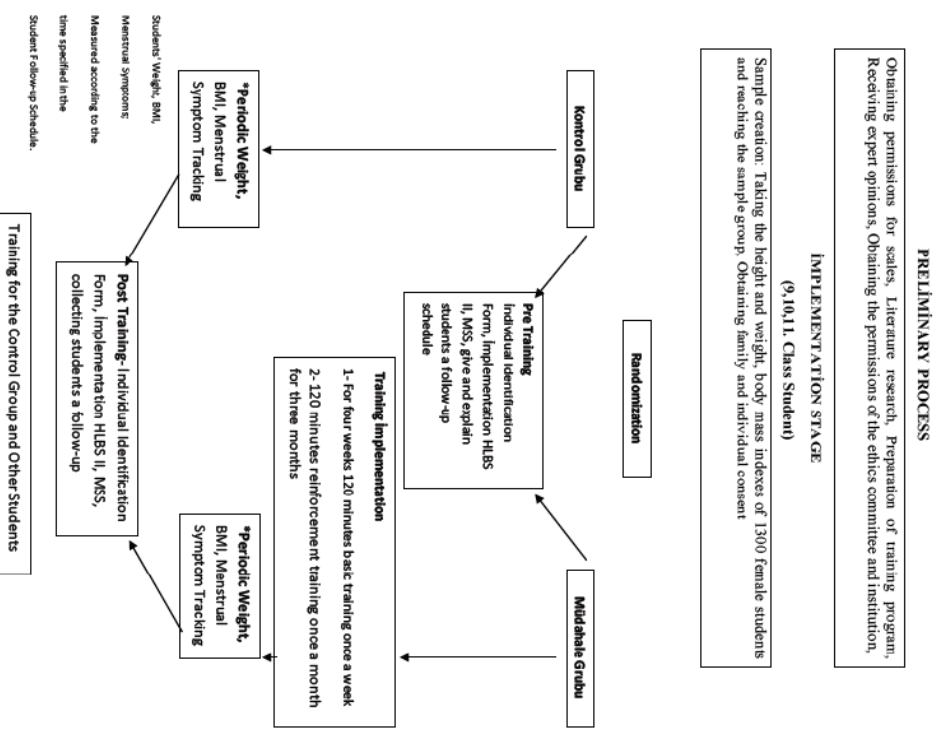 PRELİMİNARY PROCESS
Obtaining permissions for scales, Literature research, Preparation of training program,
Receiving expert opinions, Obtaining the permissions of the ethics committee and institution,
İMPLEMENTATİON STAGE
(9,10,11. Class Student)
Sample creation: Taking the height and weight, body mass indexes of 1300 female students
and reaching the sample group, Obtaining family and individual consent
Randomization
Kontrol Grubu
Müdahale Grubu
Pre Training
individual identification
Form, İmplementation HLBS
II, MSS, give and explain
students a follow-up
schedule
Training İmplementation
1- For four weeks 120 minutes basic training once a week
2- 120 minutes reinforcement training once a month
for three months
*Periodic Weight,
BMI, Menstrual
Symptom Tracking
*Periodic Weight,
BMI, Menstrual
Symptom Tracking
Students' Weight, BMI,
Menstrual Symptoms;
Measured according to the
time specified in the
Student Follow-up Schedule.
Post Training- Individual Identification
Form, İmplementation HLBS II, MSS,
collecting students a follow-up
Training for the Control Group and Other Students